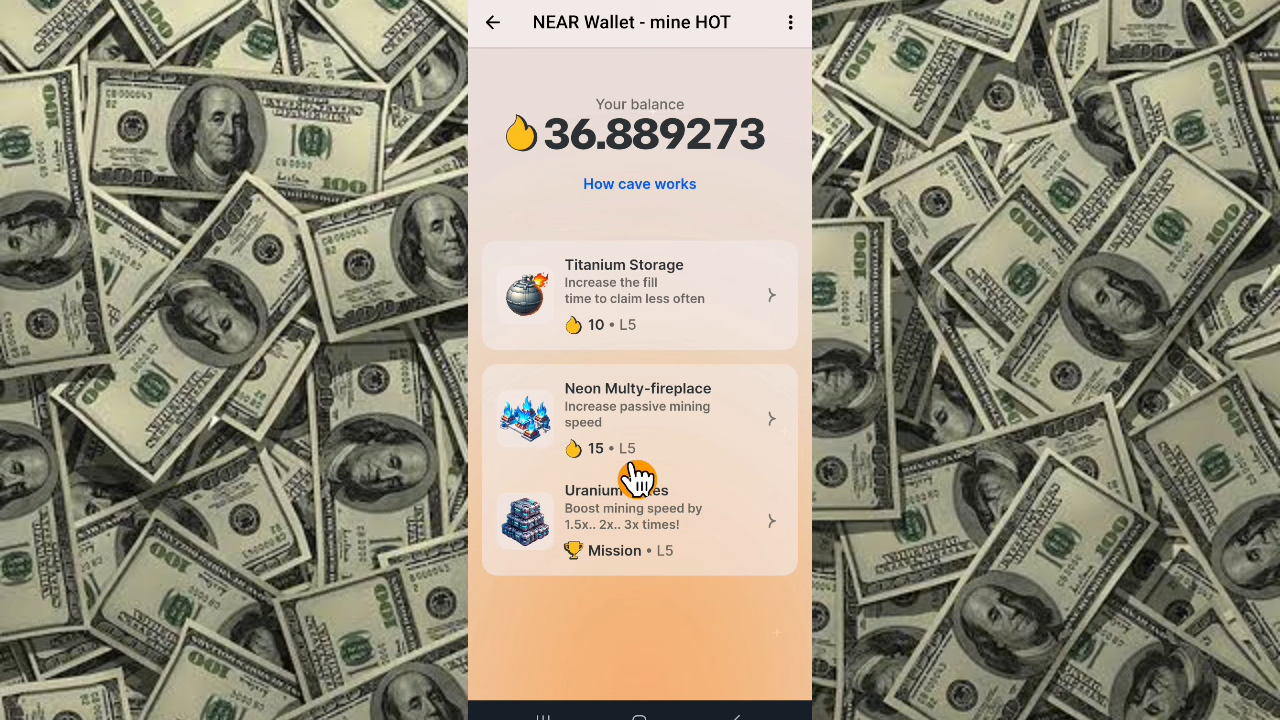 NEAR Wallet - mine HOT
Your balance
36.889273
How cave works
Titanium Storage
Increase the fill
time to claim less often
10 • L5
Neon Multy-fireplace
Increase passive mining
speed
15 • L5
Uranium
Boost mining speed by
1.5x.. 2x.. 3x times!
Mission • L5